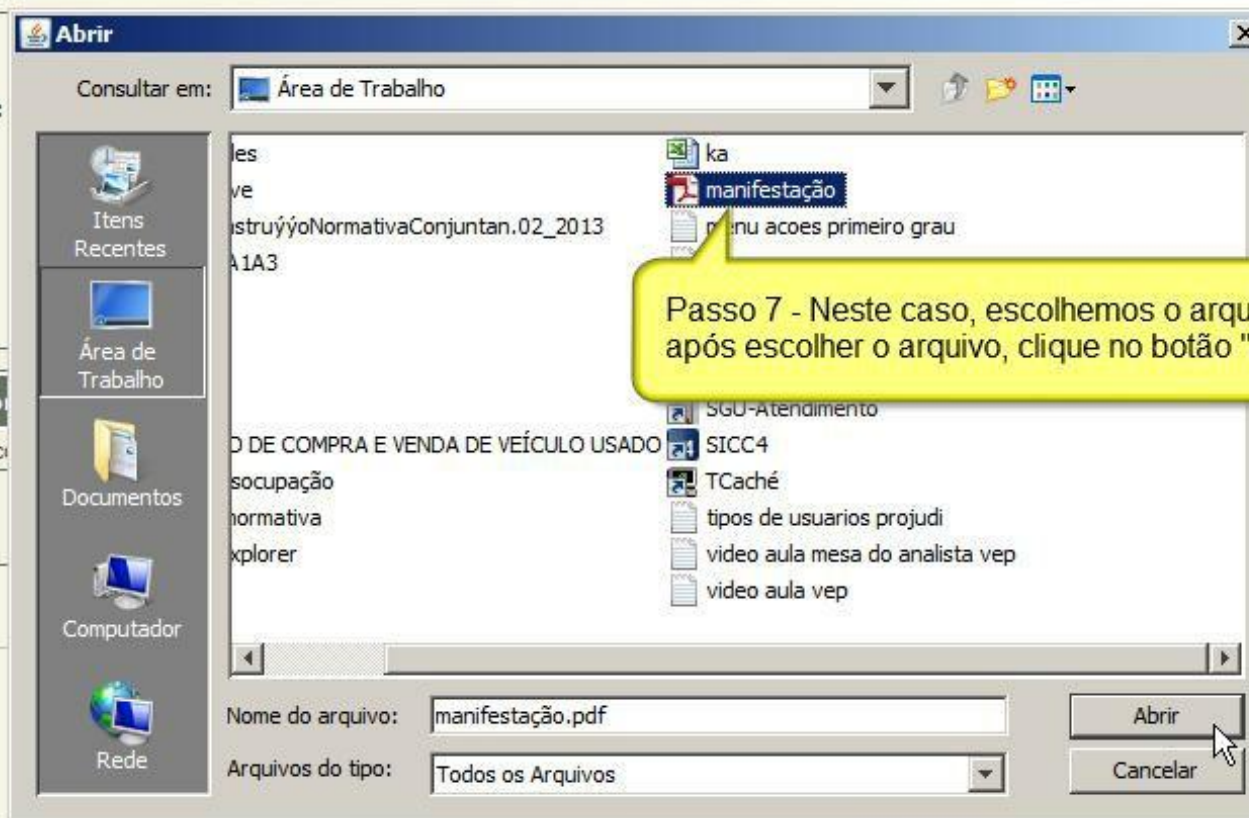 Abrir
Consultar em:
Área de Trabalho
Itens
Recentes
Área de
Trabalho
Documentos
Computador
Rede
les
ve
nstruýýoNormativaConjuntan.02_2013
A1A3
O DE COMPRA E VENDA DE VEÍCULO USADO
socupação
normativa
xplorer
ka
manifestação
menu acoes primeiro grau
Passo 7 - Neste caso, escolhemos o arqu
após escolher o arquivo, clique no botão "
SGU-Atendimento
SICC4
TCaché
tipos de usuarios projudi
video aula mesa do analista vep
video aula vep
Nome do arquivo:
manifestação.pdf
Abrir
Arquivos do tipo:
Todos os Arquivos
Cancelar